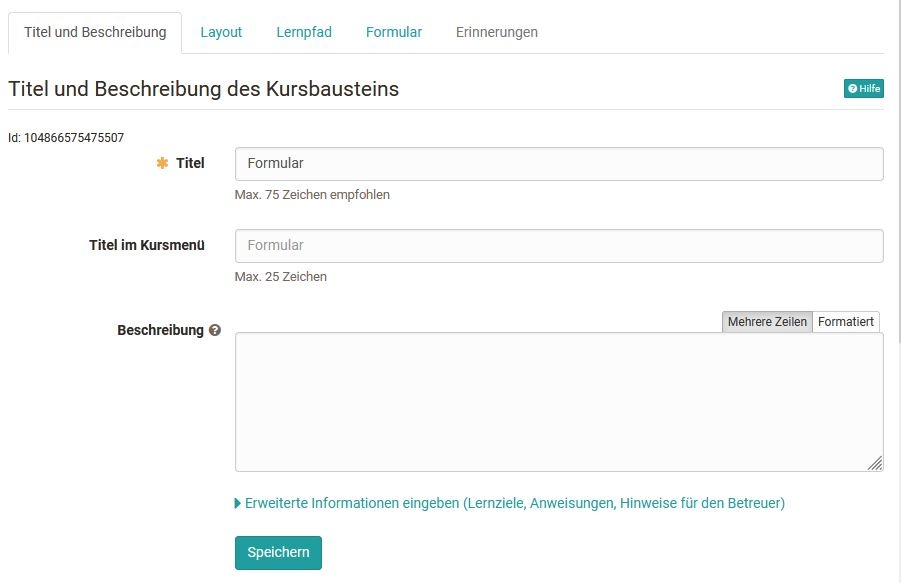 Titel und Beschreibung Layout Lernpfad Formular Erinnerungen
Titel und Beschreibung des Kursbausteins
Hilfe
Id: 104866575475507
Titel Formular
Max. 75 Zeichen empfohlen
Titel im Kursmenü Formular
Max. 25 Zeichen
Mehrere Zeilen Formatiert
Beschreibung
Erweiterte Informationen eingeben (Lernziele, Anweisungen, Hinweise für den Betreuer)
Speichern